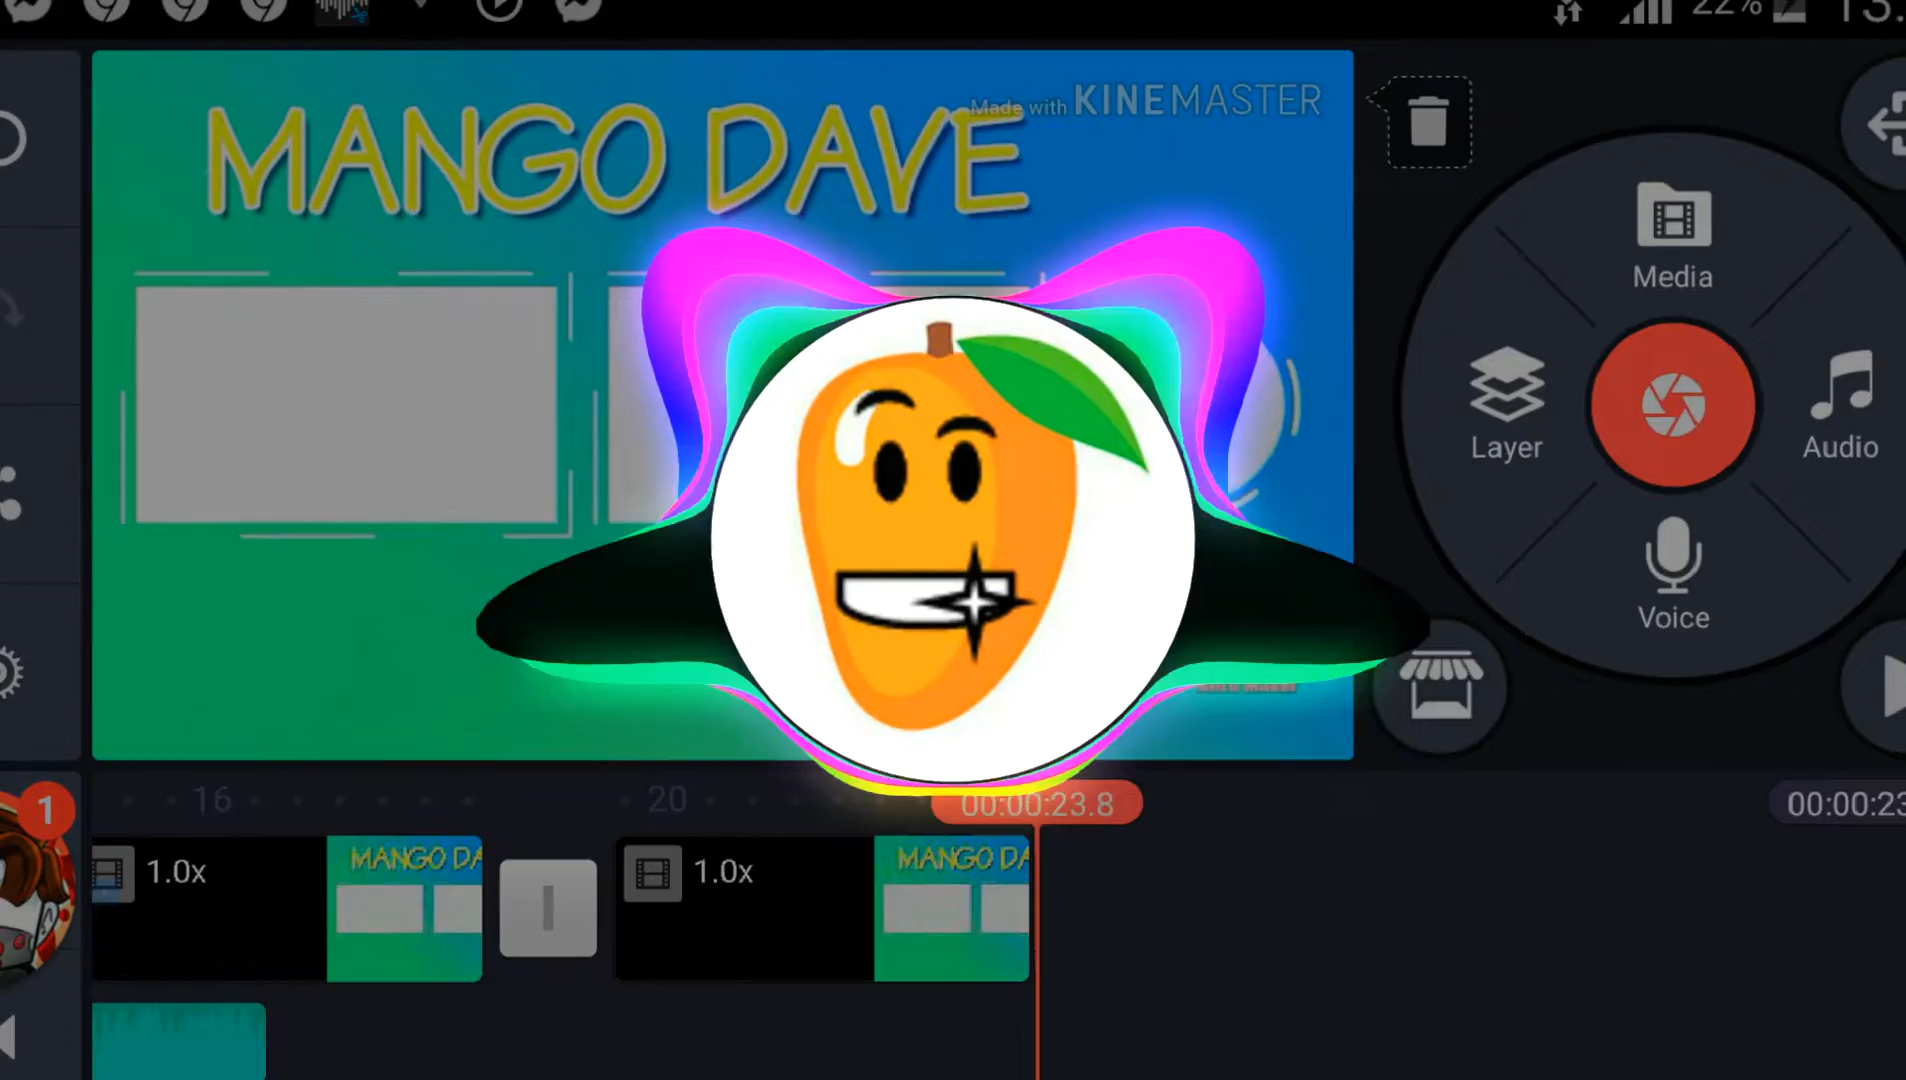 22% 13.
MANGO DAVE
Made with KINEMASTER
Media
Layer
Audio
Voice
1
16
20
00:00:23.8
00:00:23
1.0x
MANGO DA
1.0x
MANGO DA